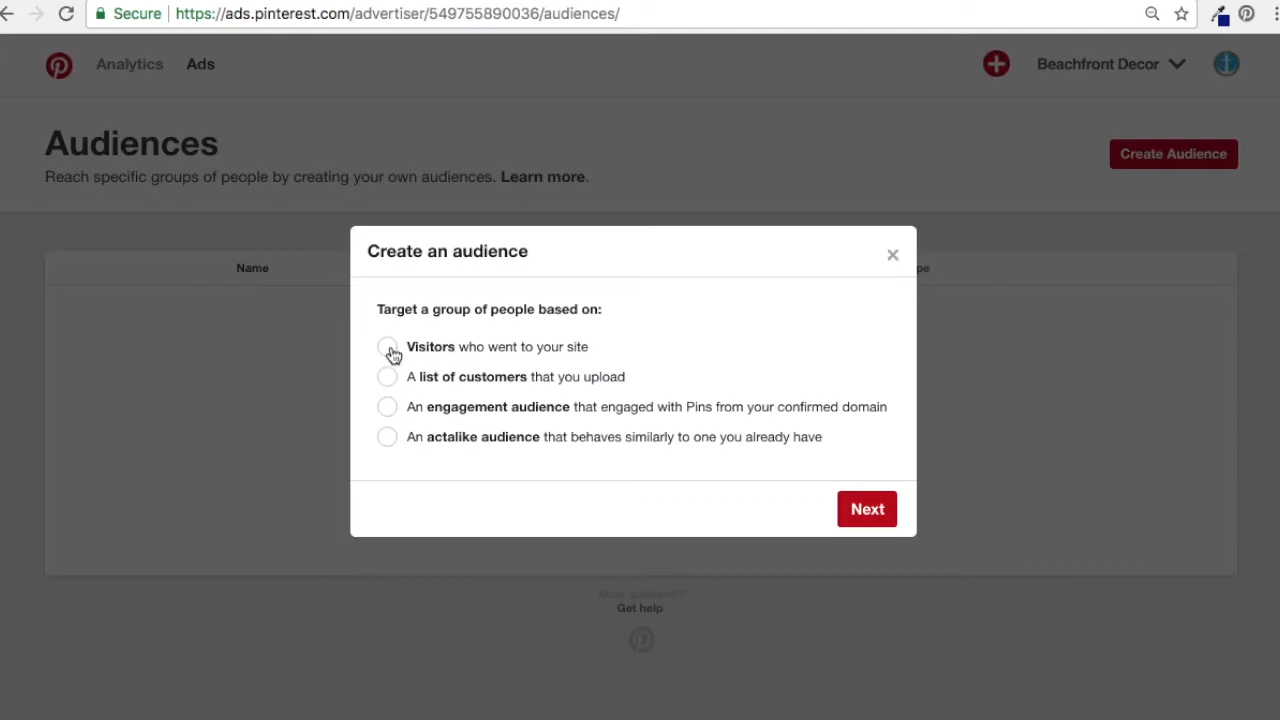 Secure https://ads.pinterest.com/advertiser/549755890036/audiences/
Analytics Ads Beachfront Decor
Audiences
Create Audience
Reach specific groups of people by creating your own audiences. Learn more.
Create an audience
Name
pe
Target a group of people based on:
Visitors who went to your site
A list of customers that you upload
An engagement audience that engaged with Pins from your confirmed domain
An actalike audience that behaves similarly to one you already have
Next
More questions?
Get help